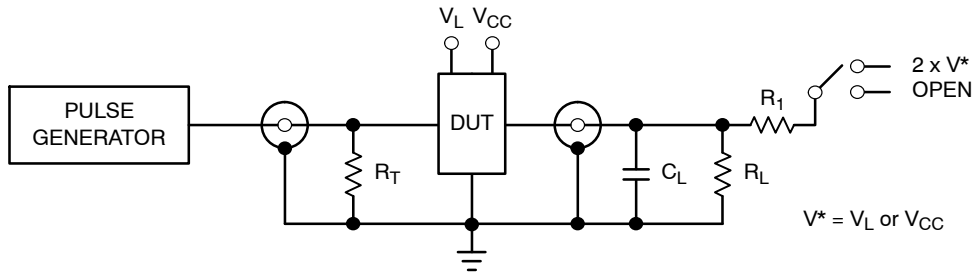 V_L V_CC
PULSE
GENERATOR
DUT
R_T
C_L
R_L
R_1
2 x V*
OPEN
V* = V_L or V_CC